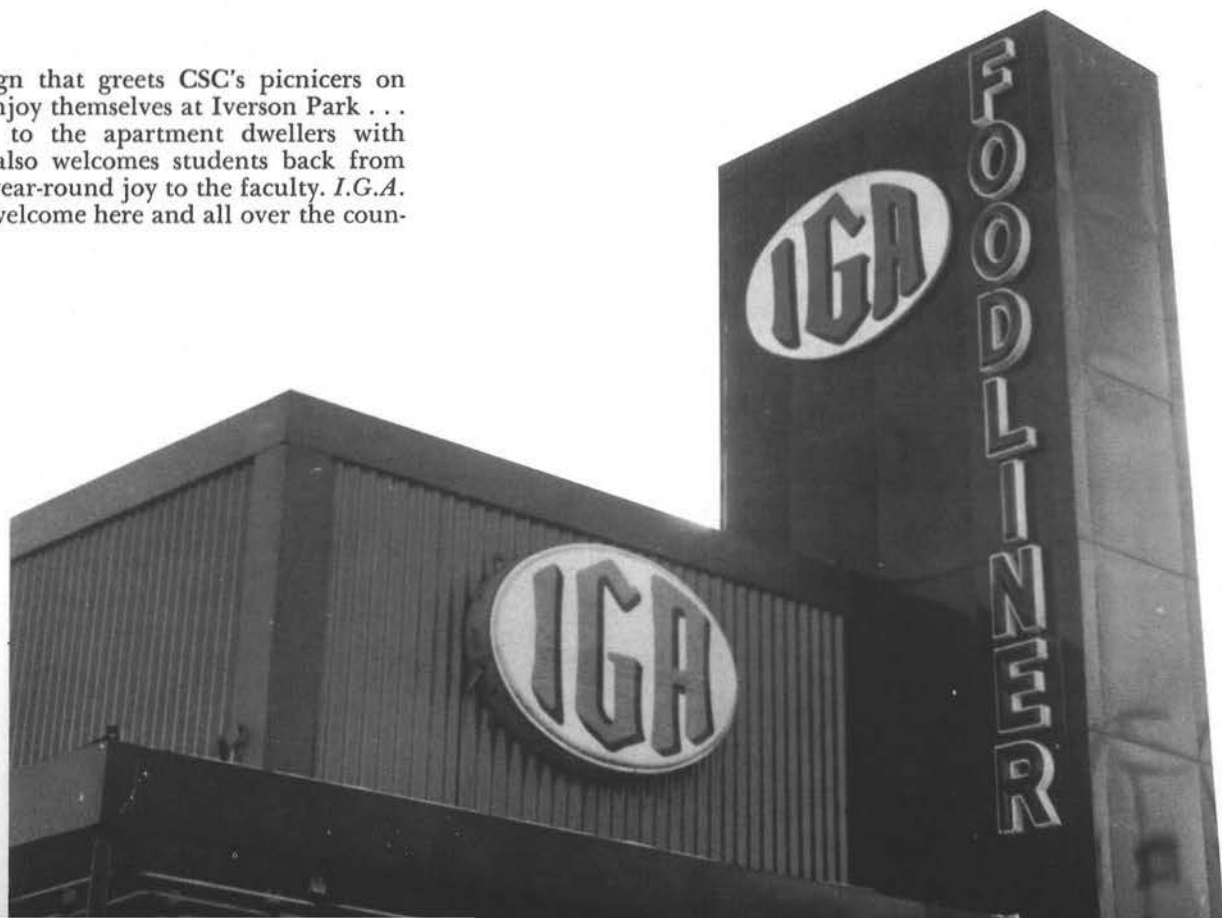 gn that greets CSC's picnicers on
njoy themselves at Iverson Park . . .
to the apartment dwellers with
also welcomes students back from
ear-round joy to the faculty. I.G.A.
welcome here and all over the coun-
IGA
FOODLINER
IGA